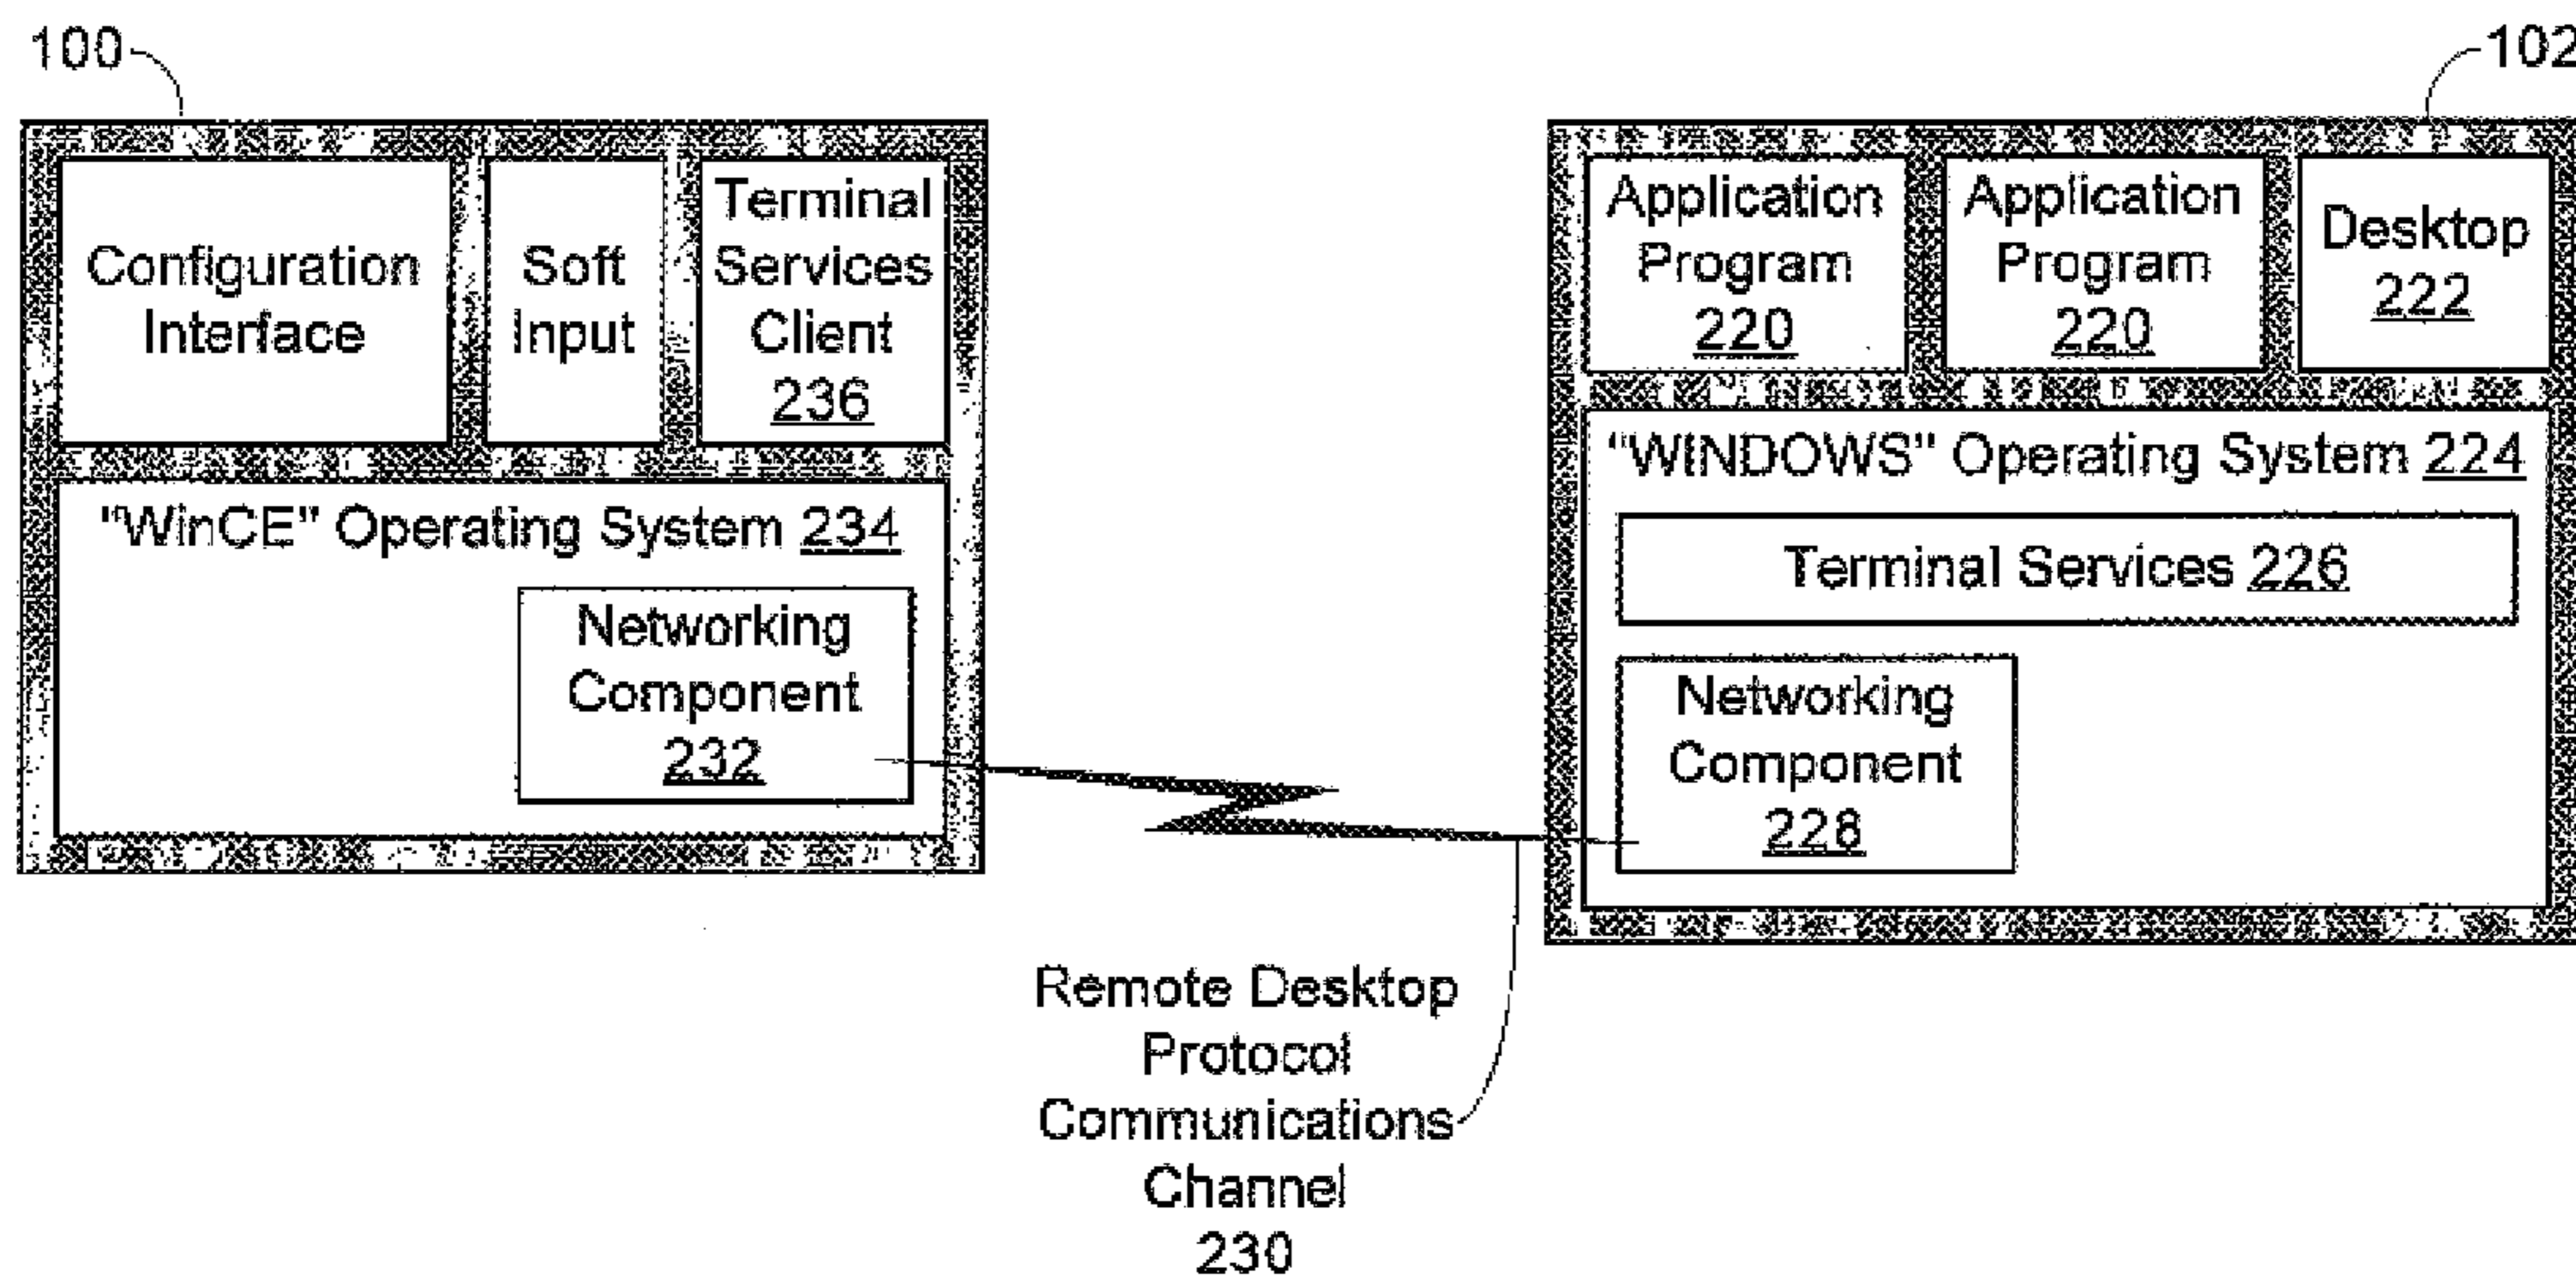 100
102
Configuration
Interface
Soft
Input
Terminal
Services
Client
236
"WinCE" Operating System 234
Networking
Component
232
Application
Program
220
Application
Program
220
Desktop
222
"WINDOWS" Operating System 224
Terminal Services 226
Networking
Component
228
Remote Desktop
Protocol
Communications
Channel
230